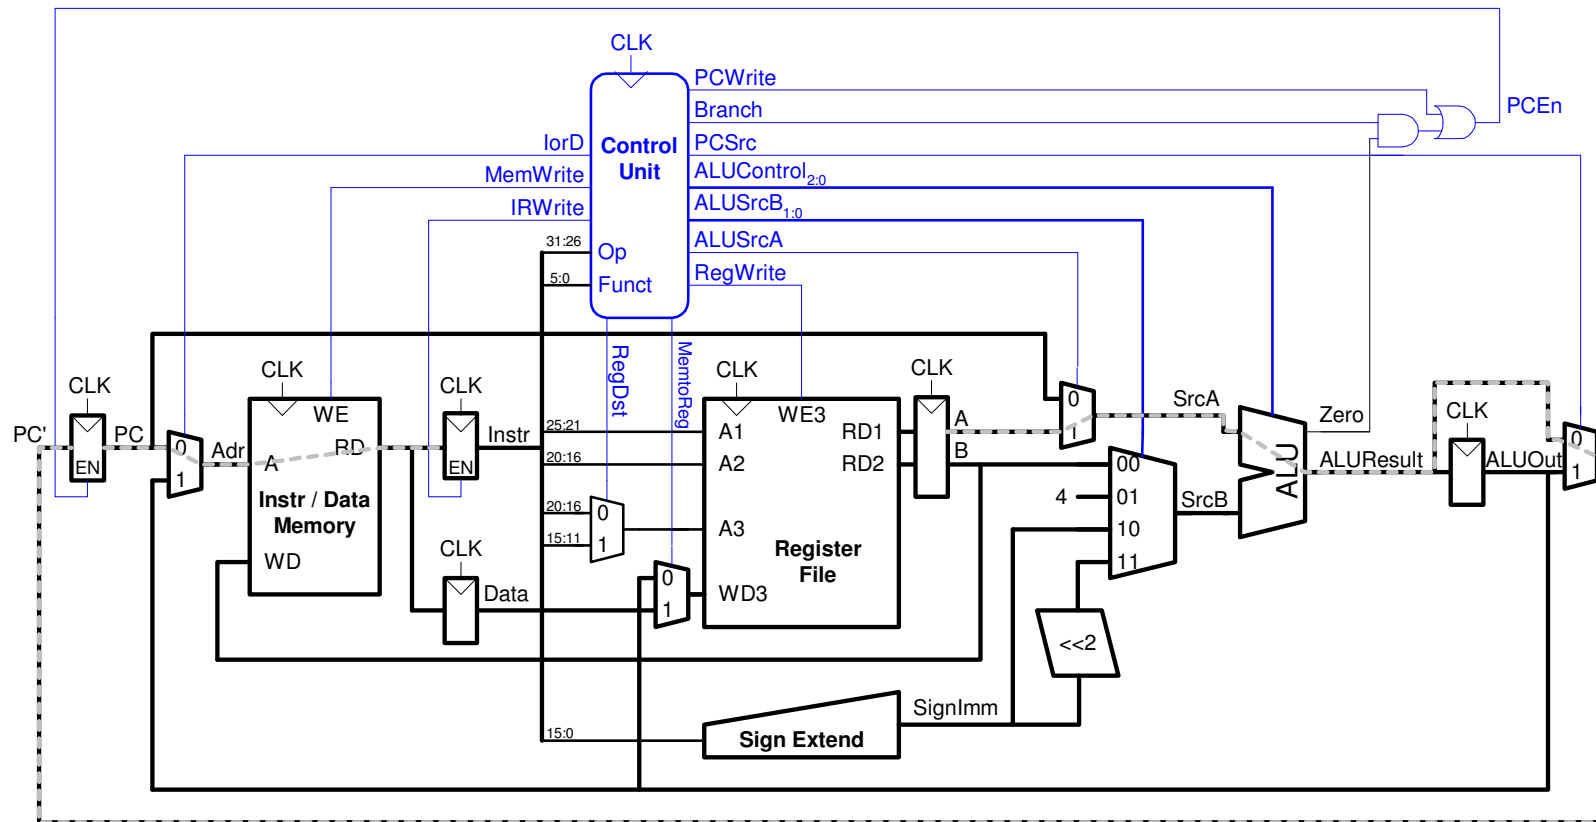 CLK
PCWrite
Branch
PCEn
IorD
Control
Unit
PCSrc
MemWrite
ALUControl2:0
IRWrite
ALUSrcB1:0
31:26
Op
ALUSrcA
5:0
Funct
RegWrite
RegDst
MemtoReg
CLK
CLK
CLK
CLK
CLK
CLK
PC'
PC
EN
0
1
Adr
A
WE
RD
Instr / Data
Memory
WD
EN
Instr
25:21
20:16
20:16
15:11
0
1
A1
A2
A3
WD3
WE3
RD1
RD2
Register
File
A
B
0
1
SrcA
00
4
01
10
11
SrcB
ALU
Zero
ALUResult
ALUOut
0
1
CLK
Data
0
1
<<2
SignImm
15:0
Sign Extend